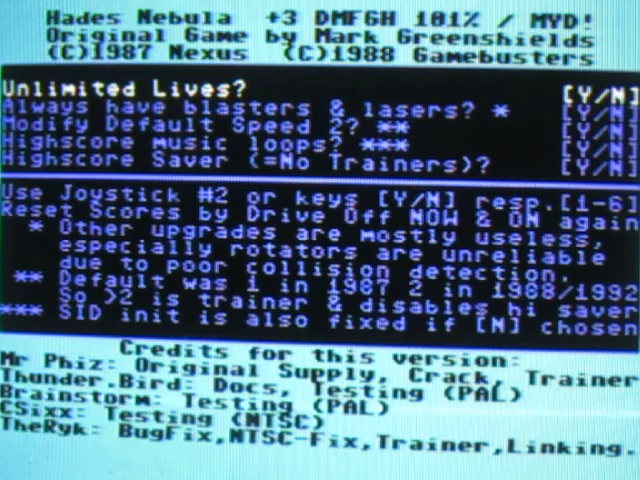 Hades Nebula +3 DMFGH 101% / MYD!
Original Game by Mark Greenshields
(C)1987 Nexus (C)1988 Gamebusters
Unlimited Lives? [Y/N]
Always have blasters & lasers? * [Y/N]
Modify Default Speed 2? ** [Y/N]
Highscore music loops? *** [Y/N]
Highscore Saver (=No Trainers)? [Y/N]
Use Joystick #2 or keys [Y/N] resp.[1-6]
Reset Scores by Drive Off NOW & ON again
* Other upgrades are mostly useless,
especially rotators are unreliable
due to poor collision detection.
** Default was 1 in 1987 2 in 1988/1992
So >2 is trainer & disables hi saver
*** SID init is also fixed if [N] chosen
Credits for this version:
Mr Phiz: Original Supply, Crack, Trainer
Thunder.Bird: Docs, Testing (PAL)
Brainstorm: Testing (PAL)
CSixx: Testing (NTSC)
TheRyk: BugFix,NTSC-Fix,Trainer,Linking.